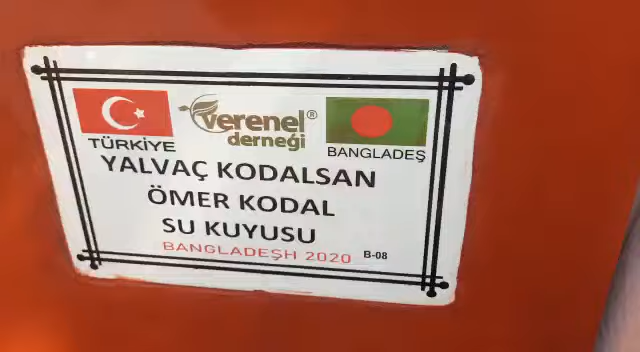 verenel®
derneği
TÜRKİYE
BANGLADEŞ
YALVAÇ KODALSAN
ÖMER KODAL
SU KUYUSU
BANGLADEŞH 2020 B-08